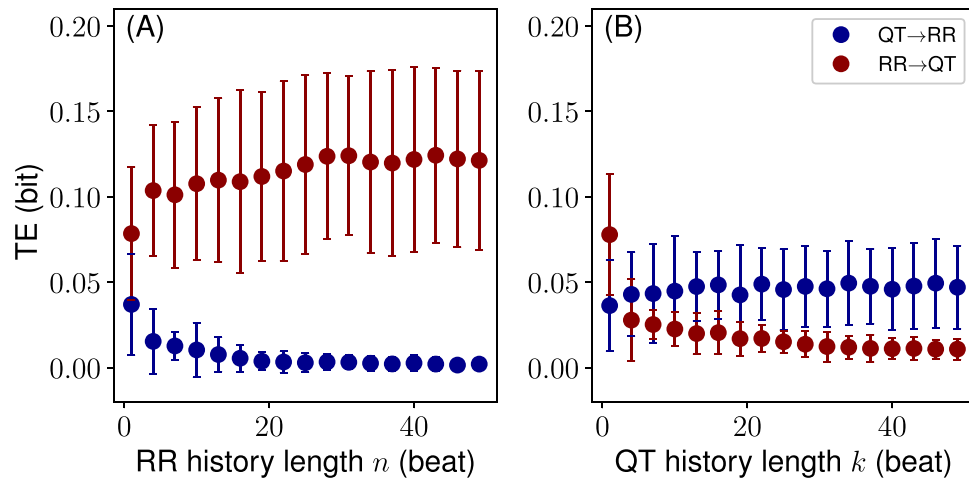 (A)
0.20
0.15
0.10
0.05
0.00
TE (bit)
0
20
40
RR history length n (beat)
(B)
QT→RR
RR→QT
0.20
0.15
0.10
0.05
0.00
0
20
40
QT history length k (beat)